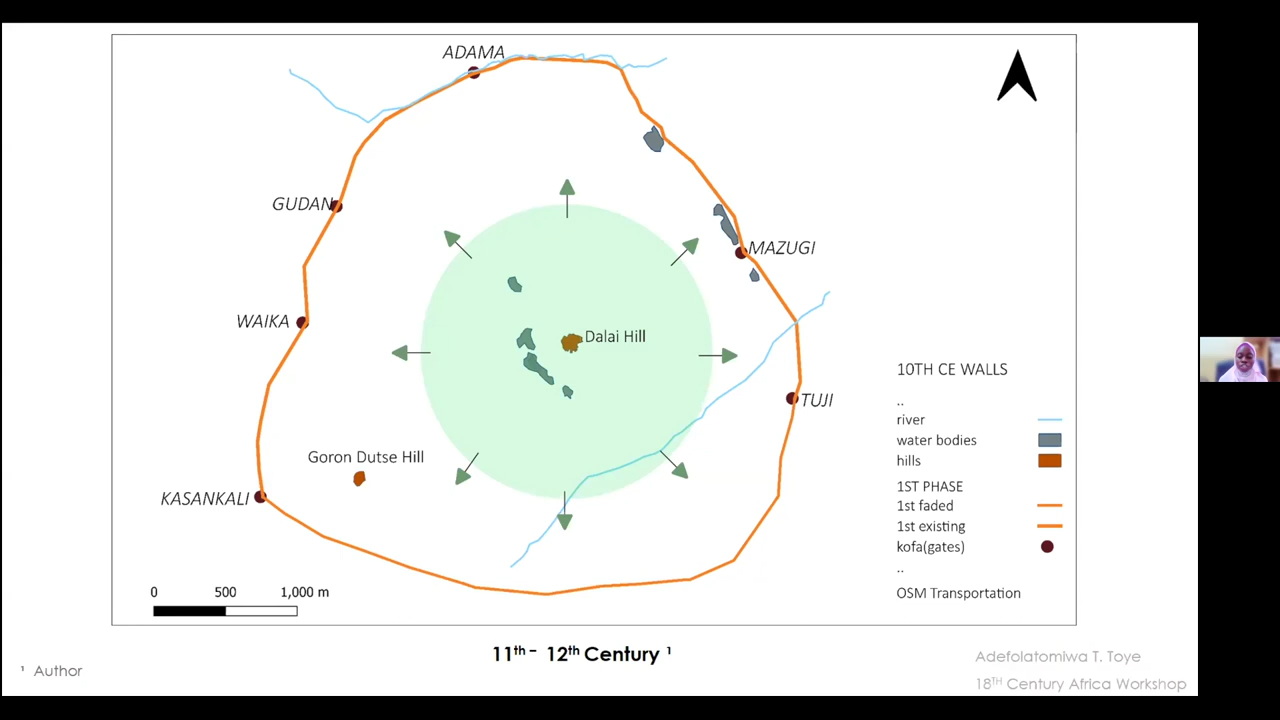 ADAMA
GUDAN
MAZUGI
WAIKA
Dalai Hill
TUJI
Goron Dutse Hill
KASANKALI
0 500 1,000 m
10TH CE WALLS
..
river
water bodies
hills
1ST PHASE
1st faded
1st existing
kofa(gates)
..
OSM Transportation
11th – 12th Century ¹
¹ Author
Adefolatomiwa T. Toye
18TH Century Africa Workshop